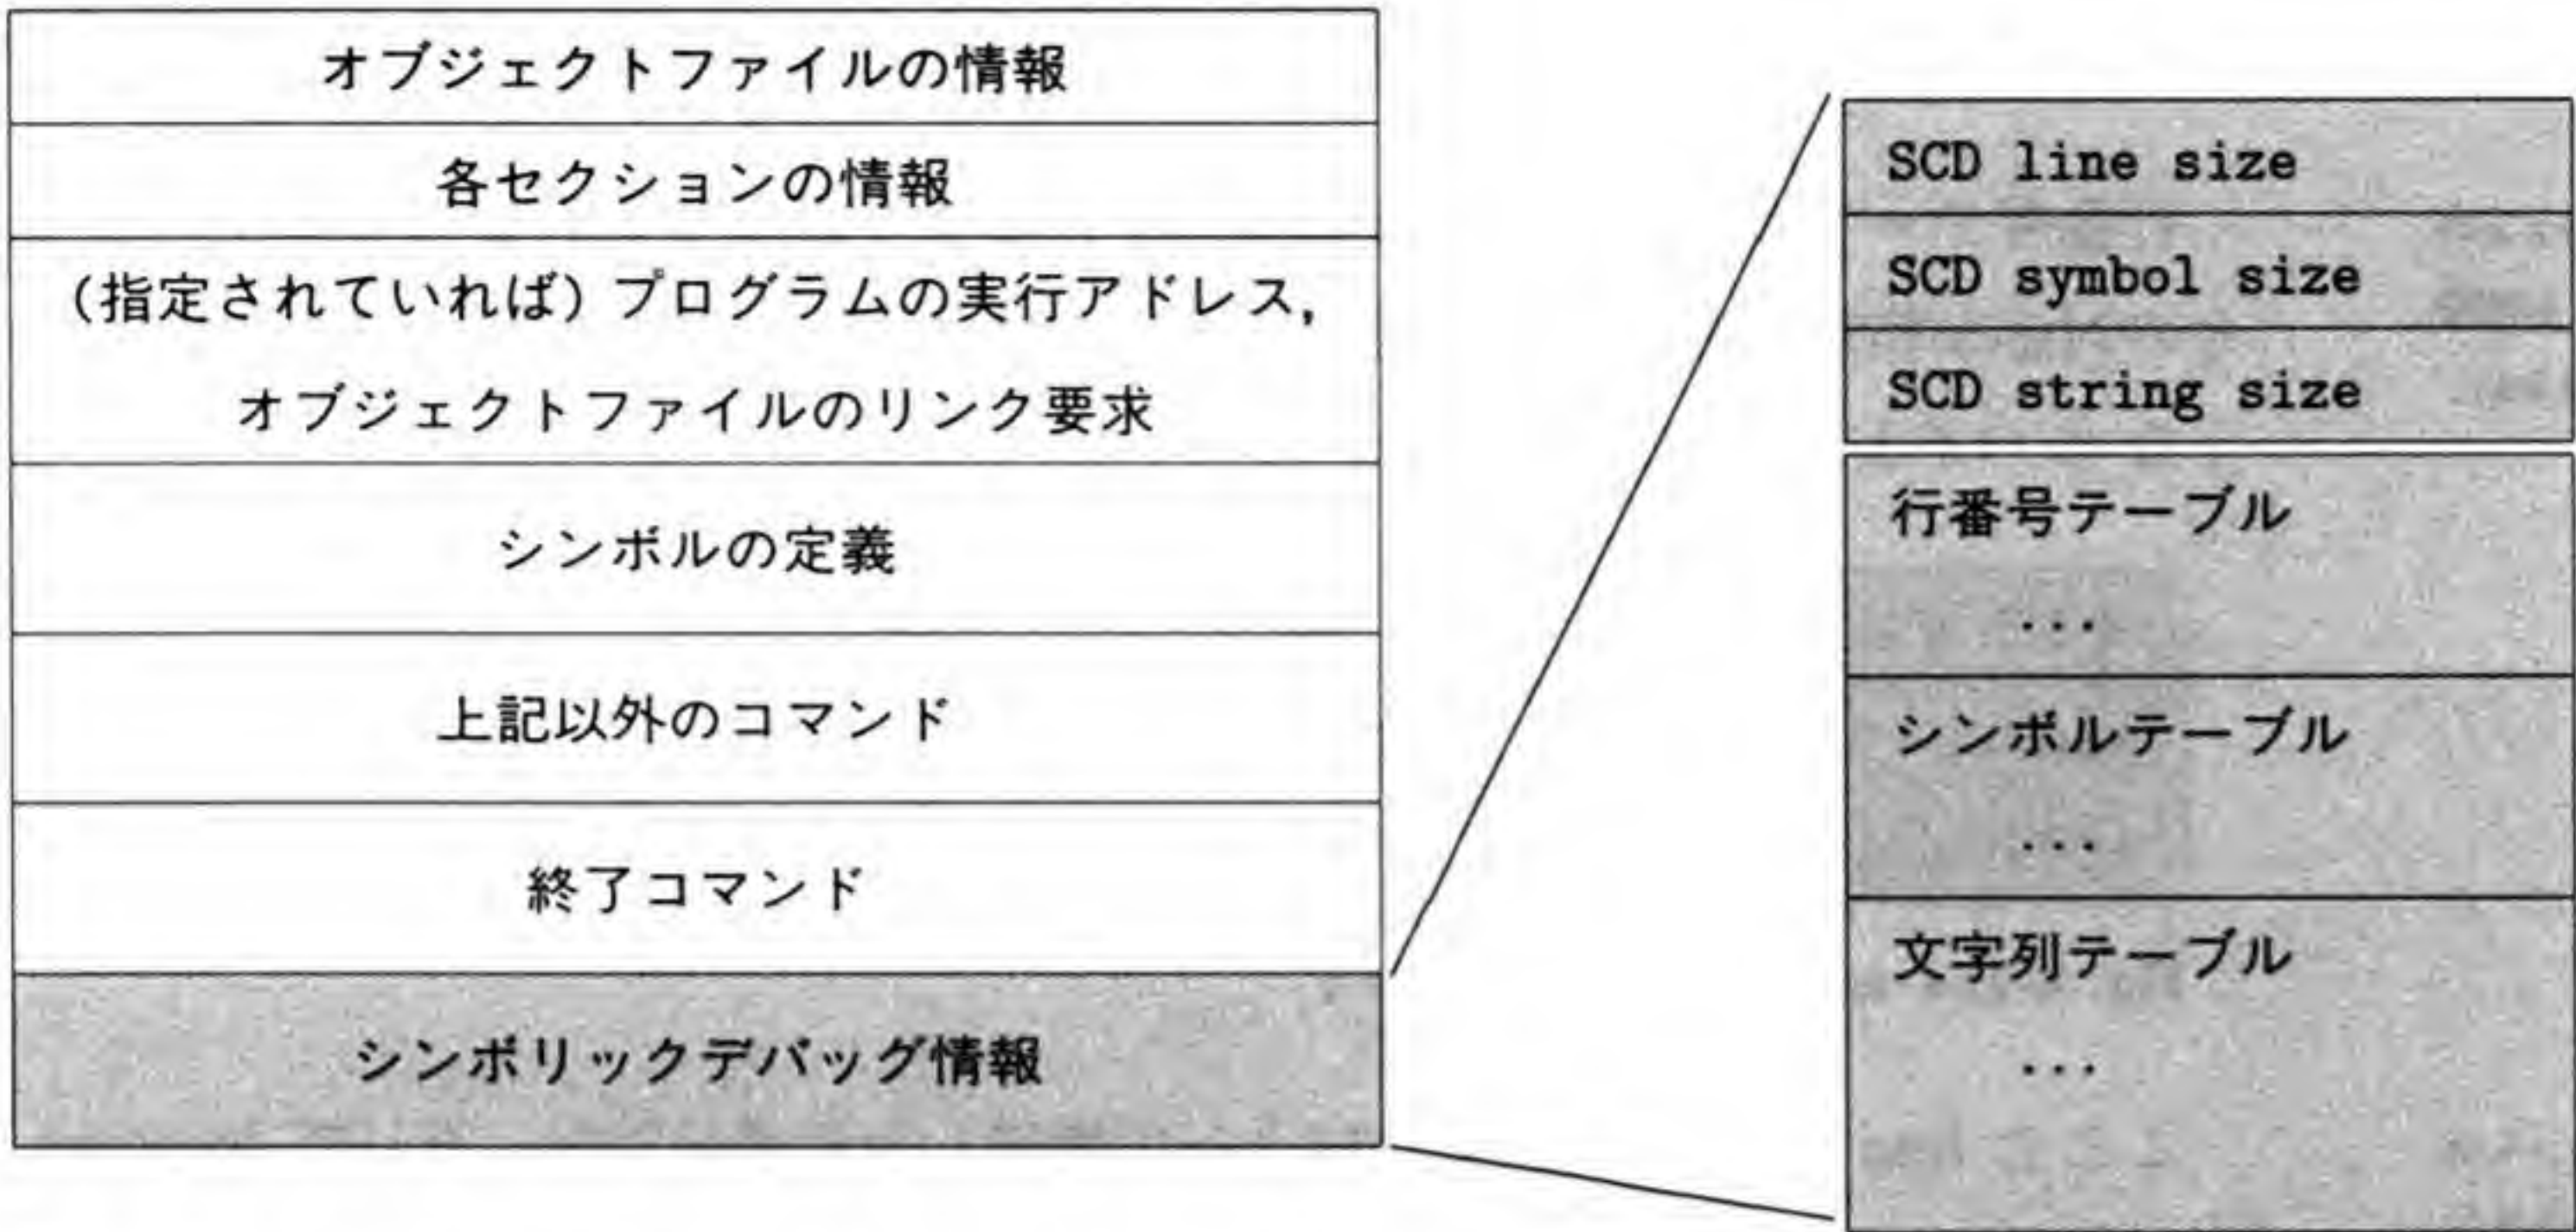 オブジェクトファイルの情報
各セクションの情報
(指定されていれば) プログラムの実行アドレス,
オブジェクトファイルのリンク要求
シンボルの定義
上記以外のコマンド
終了コマンド
シンボリックデバッグ情報
SCD line size
SCD symbol size
SCD string size
行番号テーブル
...
シンボルテーブル
...
文字列テーブル
...